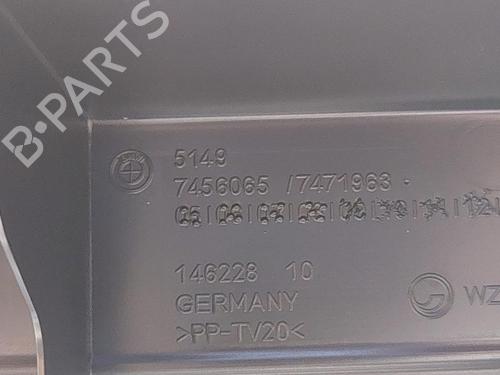 B-PARTS
5149
7456065 /7471963
146228 10
GERMANY
>PP-TV20<
WZ